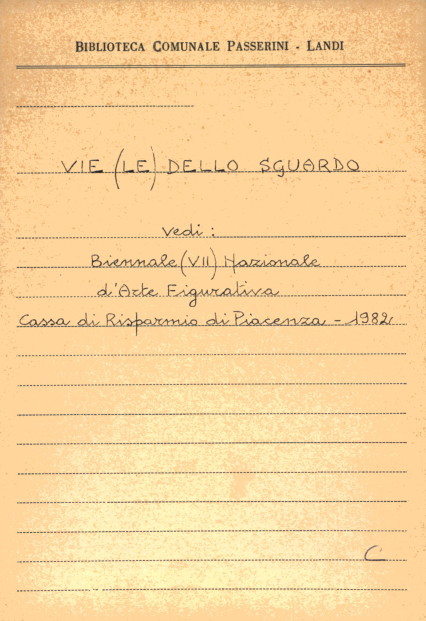 BIBLIOTECA COMUNALE PASSERINI - LANDI
VIE (LE) DELLO SGUARDO
vedi :
Biennale (VII) Nazionale
d'Arte Figurativa
Cassa di Risparmio di Piacenza - 1982
C